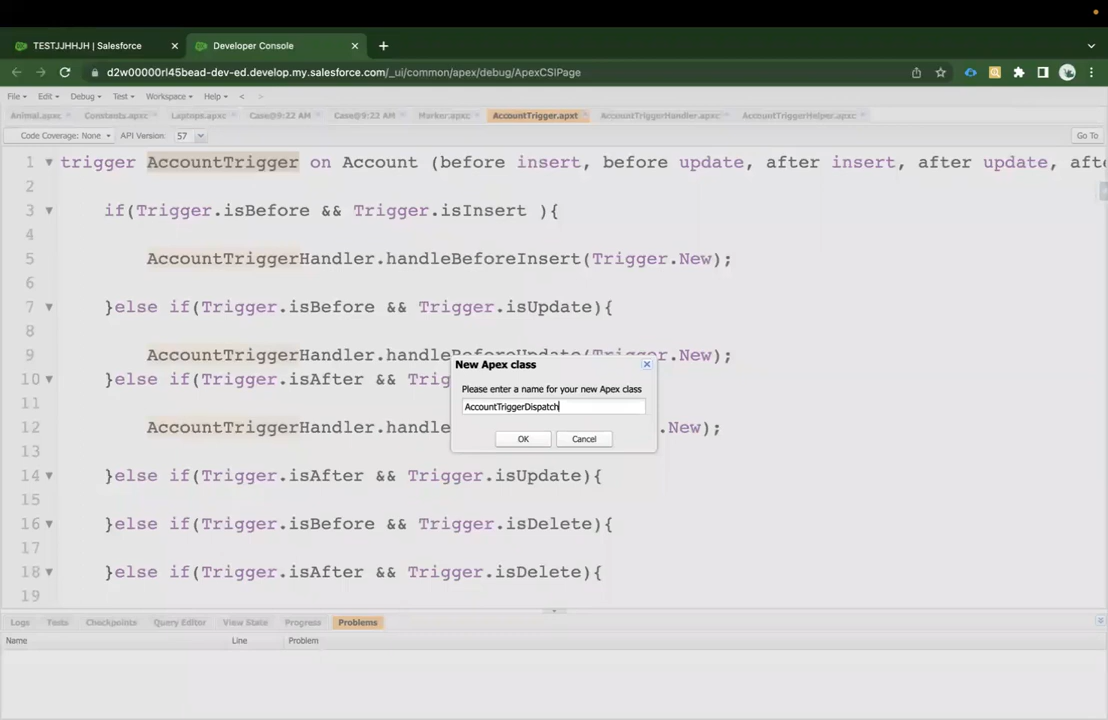 TESTJJHHJH | Salesforce
Developer Console
d2w00000rl45bead-dev-ed.develop.my.salesforce.com/_ui/common/apex/debug/ApexCSIPage
File Edit Debug Test Workspace Help < >
Animal.apxc Constants.apxc Laptops.apxc Case@9:22 AM Case@9:23 AM Marker.apxc AccountTrigger.apxt AccountTriggerHandler.apxc AccountTriggerHelper.apxc
Code Coverage: None API Version: 57 Go To
1 trigger AccountTrigger on Account (before insert, before update, after insert, after update, afte
2
3 if(Trigger.isBefore && Trigger.isInsert ){
4
5 AccountTriggerHandler.handleBeforeInsert(Trigger.New);
6
7 }else if(Trigger.isBefore && Trigger.isUpdate){
8
9 AccountTriggerHandler.handleBeforeUpdate(Trigger.New);
10 }else if(Trigger.isAfter && Trig
11
12 AccountTriggerHandler.handle .New);
13
14 }else if(Trigger.isAfter && Trigger.isUpdate){
15
16 }else if(Trigger.isBefore && Trigger.isDelete){
17
18 }else if(Trigger.isAfter && Trigger.isDelete){
19
New Apex class
Please enter a name for your new Apex class
AccountTriggerDispatch
OK Cancel
Logs Tests Checkpoints Query Editor View State Progress Problems
Name Line Problem